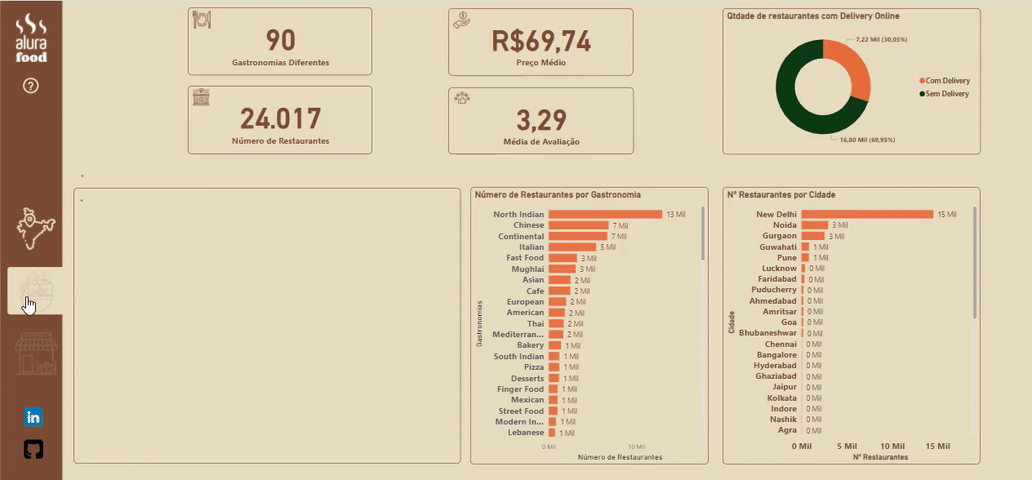 alura
food
?
90
Gastronomias Diferentes
R$69,74
Preço Médio
24.017
Número de Restaurantes
3,29
Média de Avaliação
Qtdade de restaurantes com Delivery Online
7,22 Mil (30,05%)
16,80 Mil (69,95%)
Com Delivery
Sem Delivery
Número de Restaurantes por Gastronomia
Gastronomias
North Indian 13 Mil
Chinese 7 Mil
Continental 7 Mil
Italian 5 Mil
Fast Food 3 Mil
Mughlai 3 Mil
Asian 2 Mil
Cafe 2 Mil
European 2 Mil
American 2 Mil
Thai 2 Mil
Mediterran... 2 Mil
Bakery 1 Mil
South Indian 1 Mil
Pizza 1 Mil
Desserts 1 Mil
Finger Food 1 Mil
Mexican 1 Mil
Street Food 1 Mil
Modern In... 1 Mil
Lebanese 1 Mil
0 Mil 10 Mil
Número de Restaurantes
N° Restaurantes por Cidade
Cidade
New Delhi 15 Mil
Noida 3 Mil
Gurgaon 3 Mil
Guwahati 1 Mil
Pune 1 Mil
Lucknow 0 Mil
Faridabad 0 Mil
Puducherry 0 Mil
Ahmedabad 0 Mil
Amritsar 0 Mil
Goa 0 Mil
Bhubaneshwar 0 Mil
Chennai 0 Mil
Bangalore 0 Mil
Hyderabad 0 Mil
Ghaziabad 0 Mil
Jaipur 0 Mil
Kolkata 0 Mil
Indore 0 Mil
Nashik 0 Mil
Agra 0 Mil
0 Mil 5 Mil 10 Mil 15 Mil
N° Restaurantes
in